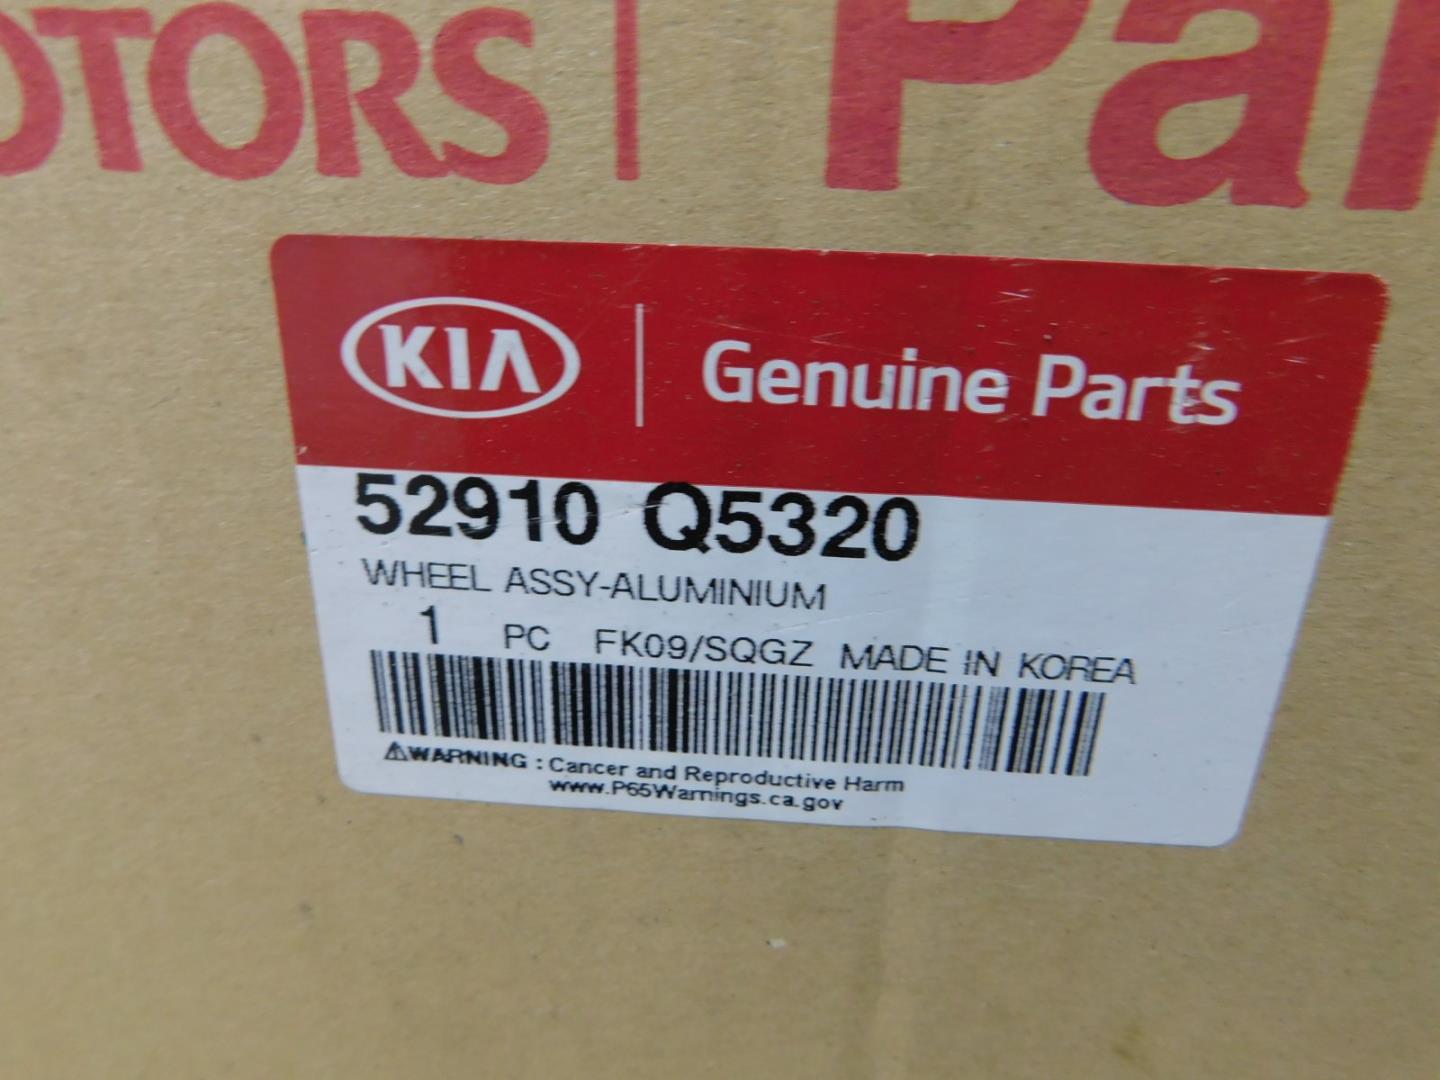 OTORS | Par
KIA | Genuine Parts
52910 Q5320
WHEEL ASSY-ALUMINIUM
1 PC FK09/SQGZ MADE IN KOREA
⚠WARNING : Cancer and Reproductive Harm
www.P65Warnings.ca.gov